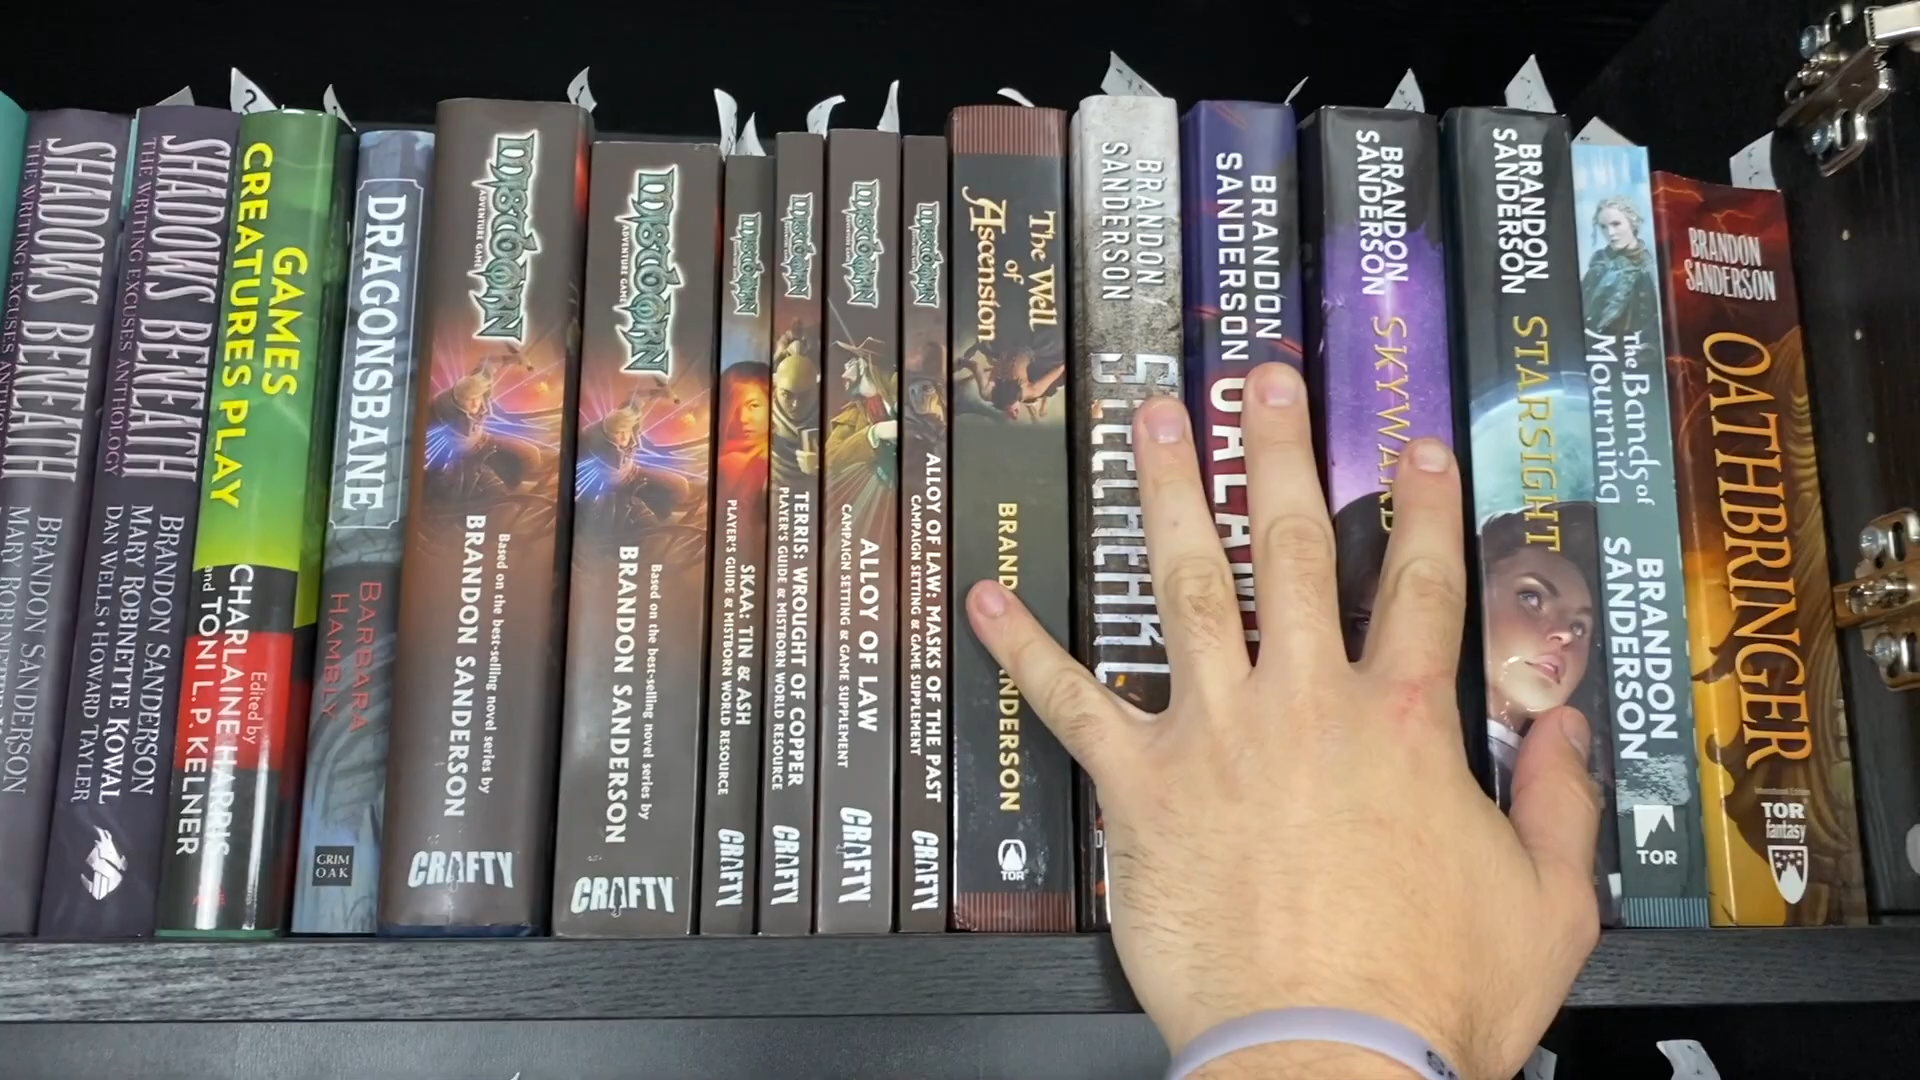 SHADOWS BENEATH
THE WRITING EXCUSES
BRANDON SANDERSON
SHADOWS BENEATH
THE WRITING EXCUSES ANTHOLOGY
BRANDON SANDERSON
MARY ROBINETTE KOWAL
DAN WELLS • HOWARD TAYLER
GAMES
CREATURES PLAY
Edited by
CHARLAINE HARRIS
and TONI L. P. KELNER
DRAGONSBANE
BARBARA
HAMBLY
GRIM
OAK
MISTBORN
ADVENTURE GAME
Based on the best-selling novel series by
BRANDON SANDERSON
CRAFTY
MISTBORN
ADVENTURE GAME
Based on the best-selling novel series by
BRANDON SANDERSON
CRAFTY
MISTBORN
SKAA: TIN & ASH
PLAYER'S GUIDE & MISTBORN WORLD RESOURCE
CRAFTY
MISTBORN
TERRIS: WROUGHT OF COPPER
PLAYER'S GUIDE & MISTBORN WORLD RESOURCE
CRAFTY
MISTBORN
ALLOY OF LAW
CAMPAIGN SETTING & GAME SUPPLEMENT
CRAFTY
MISTBORN
ALLOY OF LAW: MASKS OF THE PAST
CAMPAIGN SETTING & GAME SUPPLEMENT
CRAFTY
The Well
of
Ascension
TOR
BRANDON
SANDERSON
BRANDON
SANDERSON
BRANDON
SANDERSON
SKYWARD
BRANDON
SANDERSON
STARSIGHT
The Bands of
Mourning
BRANDON
SANDERSON
TOR
BRANDON
SANDERSON
OATHBRINGER
International Edition
TOR
fantasy